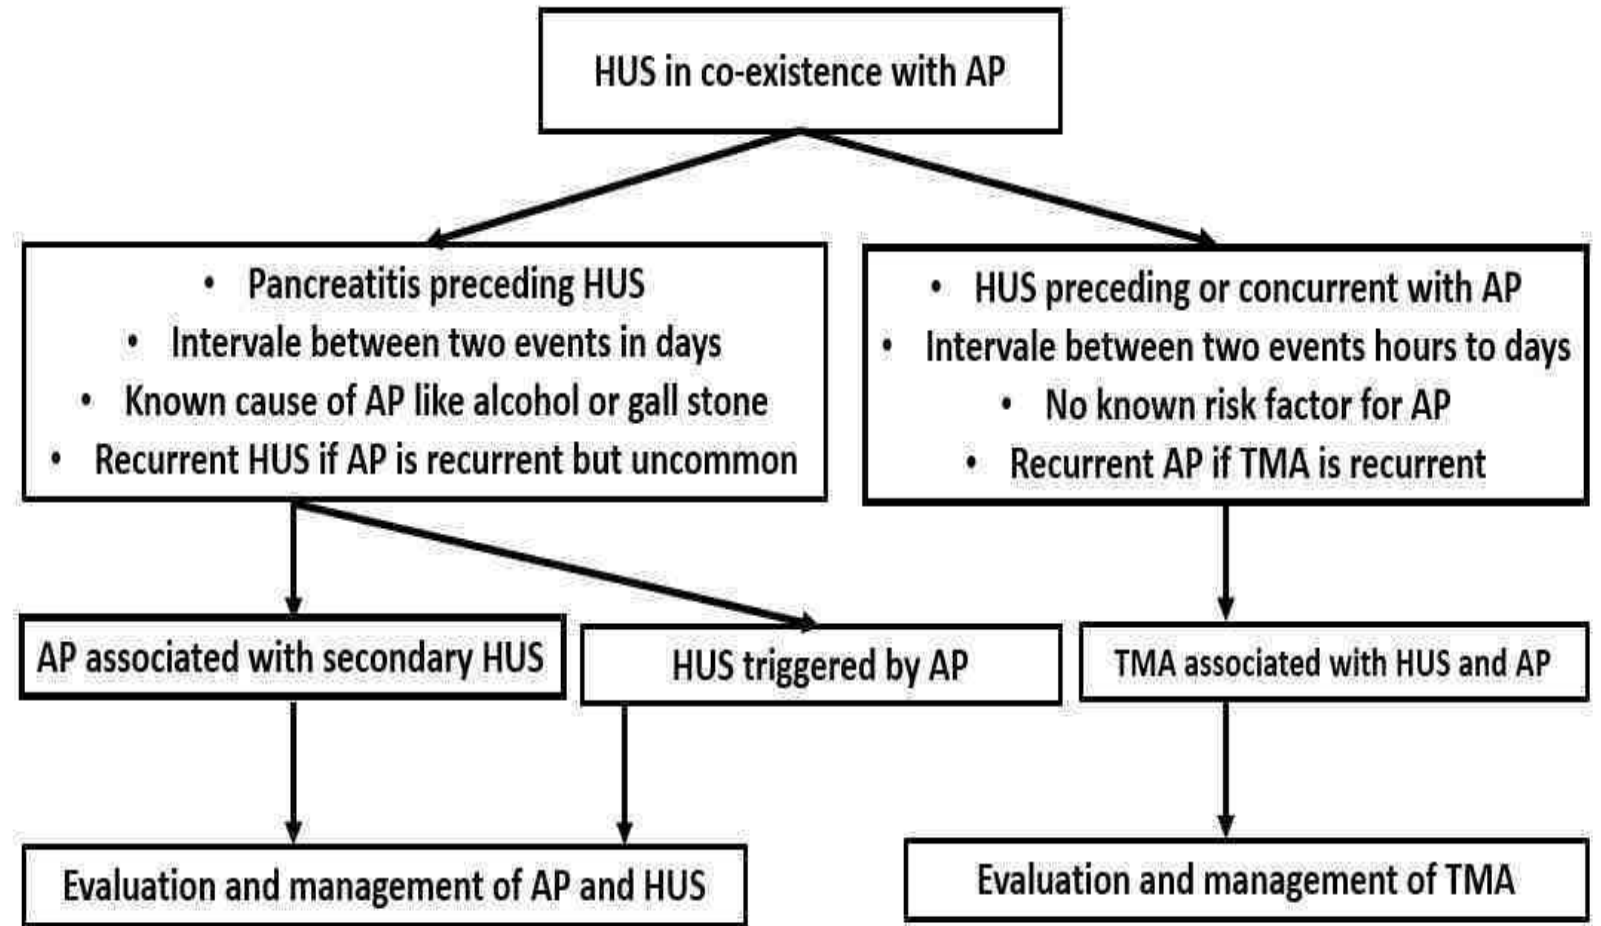 HUS in co-existence with AP
• Pancreatitis preceding HUS
• Intervale between two events in days
• Known cause of AP like alcohol or gall stone
• Recurrent HUS if AP is recurrent but uncommon
• HUS preceding or concurrent with AP
• Intervale between two events hours to days
• No known risk factor for AP
• Recurrent AP if TMA is recurrent
AP associated with secondary HUS
HUS triggered by AP
TMA associated with HUS and AP
Evaluation and management of AP and HUS
Evaluation and management of TMA